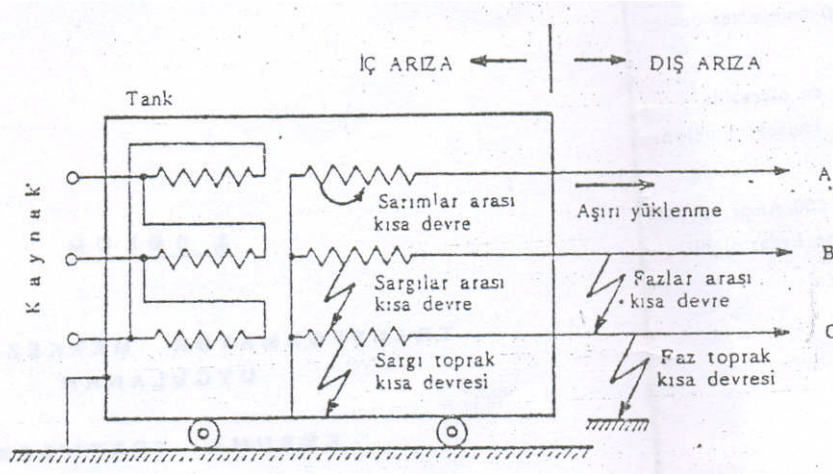 İÇ ARIZA
DIŞ ARIZA
Tank
Kaynak
A
Sarımlar arası
kısa devre
Aşırı yüklenme
B
Sargılar arası
kısa devre
Fazlar arası
kısa devre
C
Sargı toprak
kısa devresi
Faz toprak
kısa devresi